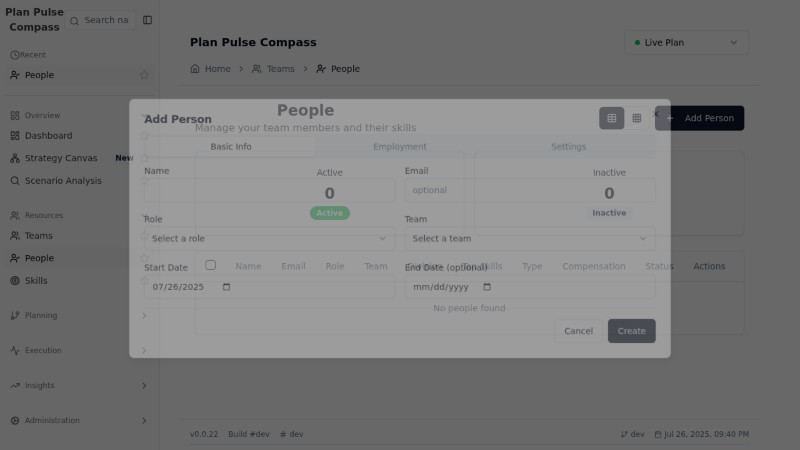 Plan Pulse
Compass
Search na
Recent
People
Overview
Dashboard
Strategy Canvas New
Scenario Analysis
Resources
Teams
People
Skills
Planning
Execution
Insights
Administration
Plan Pulse Compass
Live Plan
Home > Teams > People
People
Manage your team members and their skills
Add Person
Active
0
Active
Inactive
0
Inactive
Name Email Role Team Skills Type Compensation Status Actions
No people found
Add Person
Basic Info Employment Settings
Name
Email
optional
Role
Select a role
Team
Select a team
Start Date
07/26/2025
End Date (optional)
mm/dd/yyyy
Cancel Create
v0.0.22 Build #dev # dev
dev Jul 26, 2025, 09:40 PM